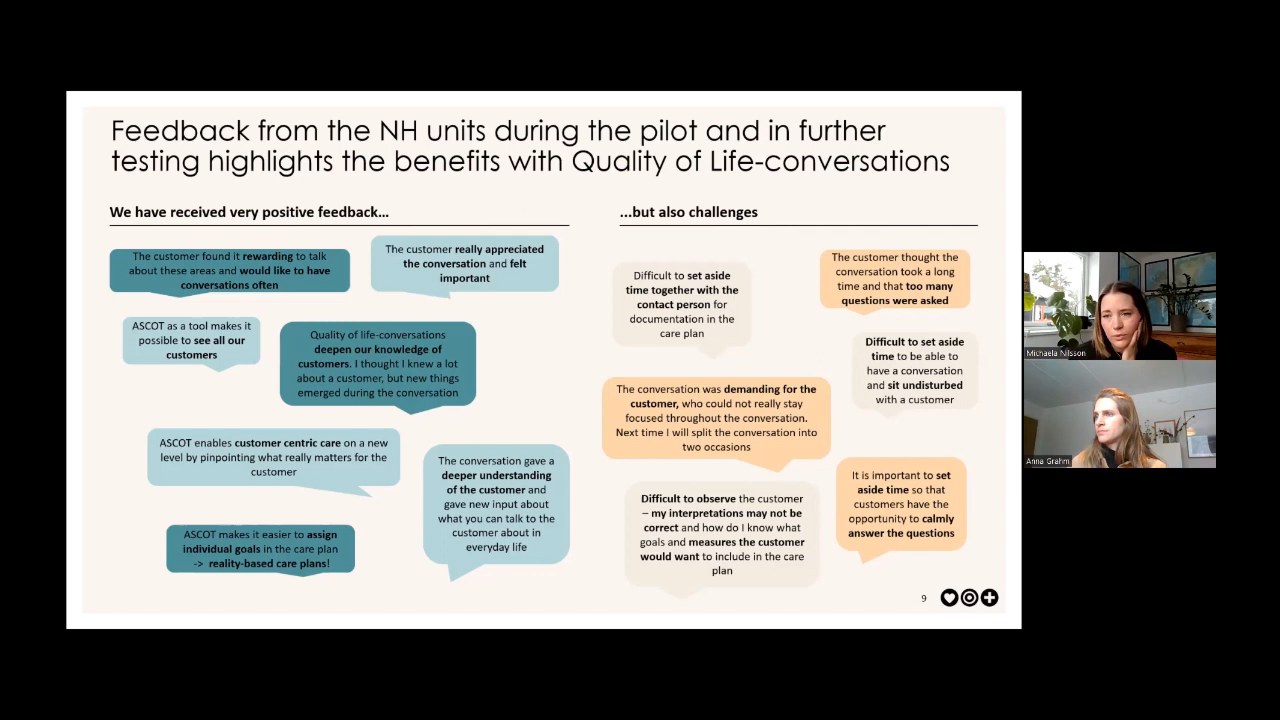 Feedback from the NH units during the pilot and in further
testing highlights the benefits with Quality of Life-conversations
We have received very positive feedback...
The customer found it rewarding to talk
about these areas and would like to have
conversations often
The customer really appreciated
the conversation and felt
important
ASCOT as a tool makes it
possible to see all our
customers
Quality of life-conversations
deepen our knowledge of
customers. I thought I knew a lot
about a customer, but new things
emerged during the conversation
ASCOT enables customer centric care on a new
level by pinpointing what really matters for the
customer
The conversation gave a
deeper understanding
of the customer and
gave new input about
what you can talk to the
customer about in
everyday life
ASCOT makes it easier to assign
individual goals in the care plan
-> reality-based care plans!
...but also challenges
Difficult to set aside
time together with the
contact person for
documentation in the
care plan
The customer thought the
conversation took a long
time and that too many
questions were asked
Difficult to set aside
time to be able to
have a conversation
and sit undisturbed
with a customer
The conversation was demanding for the
customer, who could not really stay
focused throughout the conversation.
Next time I will split the conversation into
two occasions
It is important to set
aside time so that
customers have the
opportunity to calmly
answer the questions
Difficult to observe the customer
– my interpretations may not be
correct and how do I know what
goals and measures the customer
would want to include in the care
plan
9
Michaela Nilsson
Anna Grahm